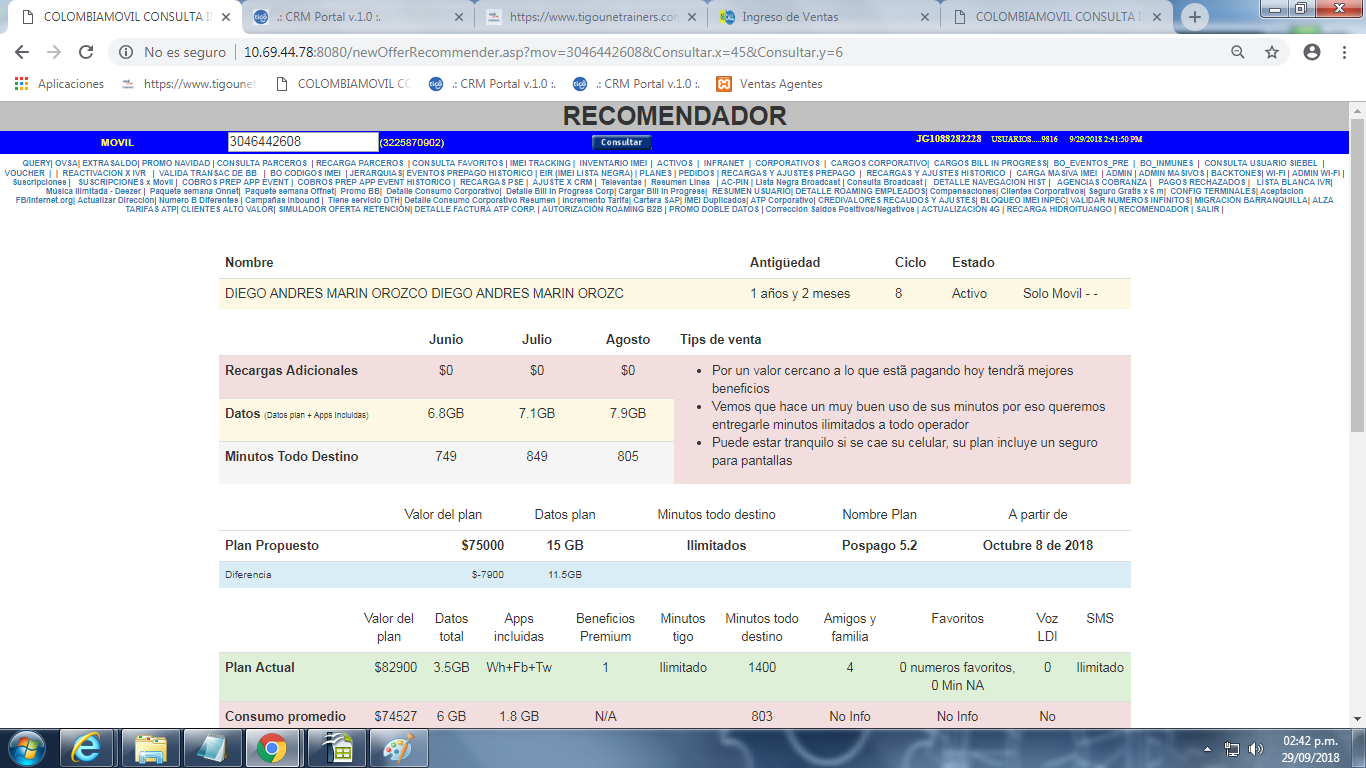 COLOMBIAMOVIL CONSULTA I
.: CRM Portal v.1.0 :.
https://www.tigounetrainers.con
Ingreso de Ventas
COLOMBIAMOVIL CONSULTA I
No es seguro | 10.69.44.78:8080/newOfferRecommender.asp?mov=3046442608&Consultar.x=45&Consultar.y=6
Aplicaciones
https://www.tigounet
COLOMBIAMOVIL CO
.: CRM Portal v.1.0 :.
.: CRM Portal v.1.0 :.
Ventas Agentes
RECOMENDADOR
MOVIL 3046442608 (3225870902) Consultar JG1088282228 USUARIOS.....9816 9/29/2018 2:41:50 PM
QUERY| OVSA| EXTRASALDO| PROMO NAVIDAD | CONSULTA PARCEROS | RECARGA PARCEROS | CONSULTA FAVORITOS | IMEI TRACKING | INVENTARIO IMEI | ACTIVOS | INFRANET | CORPORATIVOS | CARGOS CORPORATIVO| CARGOS BILL IN PROGRESS| BO_EVENTOS_PRE | BO_INMUNES | CONSULTA USUARIO SIEBEL |
VOUCHER | | REACTIVACION X IVR | VALIDA TRANSAC DE BB | BO CODIGOS IMEI | JERARQUIAS| EVENTOS PREPAGO HISTORICO | EIR (IMEI LISTA NEGRA) | PLANES | PEDIDOS | RECARGAS Y AJUSTES PREPAGO | RECARGAS Y AJUSTES HISTORICO | CARGA MASIVA IMEI | ADMIN | ADMIN MASIVOS | BACKTONES| WI-FI | ADMIN WI-FI |
Suscripciones | SUSCRIPCIONES x Movil | COBROS PREP APP EVENT | COBROS PREP APP EVENT HISTORICO | RECARGAS PSE | AJUSTE X CRM | Televentas | Resumen Linea | AC-PIN | Lista Negra Broadcast | Consulta Broadcast | DETALLE NAVEGACION HIST | AGENCIAS COBRANZA | PAGOS RECHAZADOS | LISTA BLANCA IVR|
Musica Ilimitada - Deezer | Paquete semana Onnet| Paquete semana Offnet| Promo BB| Detalle Consumo Corporativo| Detalle Bill In Progress Corp| Cargar Bill In Progress| RESUMEN USUARIO| DETALLE ROAMING EMPLEADOS| Compensaciones| Clientes Corporativos| Seguro Gratis x 6 m| CONFIG TERMINALES| Aceptacion
FB/Internet.org| Actualizar Dirección| Numero B Diferentes | Campañas Inbound | Tiene servicio DTH| Detalle Consumo Corporativo Resumen | Incremento Tarifa| Cartera SAP| IMEI Duplicados| ATP Corporativo| CREDIVALORES RECAUDOS Y AJUSTES| BLOQUEO IMEI INPEC| VALIDAR NUMEROS INFINITOS| MIGRACIÓN BARRANQUILLA| ALZA
TARIFAS ATP| CLIENTES ALTO VALOR| SIMULADOR OFERTA RETENCIÓN| DETALLE FACTURA ATP CORP. | AUTORIZACIÓN ROAMING B2B | PROMO DOBLE DATOS | Corrección Saldos Positivos/Negativos | ACTUALIZACIÓN 4G | RECARGA HIDROITUANGO | RECOMENDADOR | SALIR |
Nombre Antigüedad Ciclo Estado
DIEGO ANDRES MARIN OROZCO DIEGO ANDRES MARIN OROZC 1 años y 2 meses 8 Activo Solo Movil - -
Junio Julio Agosto Tips de venta
Recargas Adicionales $0 $0 $0
Datos (Datos plan + Apps Incluidas) 6.8GB 7.1GB 7.9GB
Minutos Todo Destino 749 849 805
• Por un valor cercano a lo que estã pagando hoy tendrã mejores
beneficios
• Vemos que hace un muy buen uso de sus minutos por eso queremos
entregarle minutos ilimitados a todo operador
• Puede estar tranquilo si se cae su celular, su plan incluye un seguro
para pantallas
Valor del plan Datos plan Minutos todo destino Nombre Plan A partir de
Plan Propuesto $75000 15 GB Ilimitados Pospago 5.2 Octubre 8 de 2018
Diferencia $-7900 11.5GB
Valor del Datos Apps Beneficios Minutos Minutos todo Amigos y Favoritos Voz SMS
plan total incluidas Premium tigo destino familia LDI
Plan Actual $82900 3.5GB Wh+Fb+Tw 1 Ilimitado 1400 4 0 numeros favoritos, 0 Ilimitado
0 Min NA
Consumo promedio $74527 6 GB 1.8 GB N/A 803 No Info No Info No
02:42 p.m.
29/09/2018